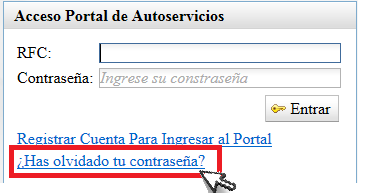 Acceso Portal de Autoservicios
RFC:
Contraseña: Ingrese su constraseña
Entrar
Registrar Cuenta Para Ingresar al Portal
¿Has olvidado tu contraseña?